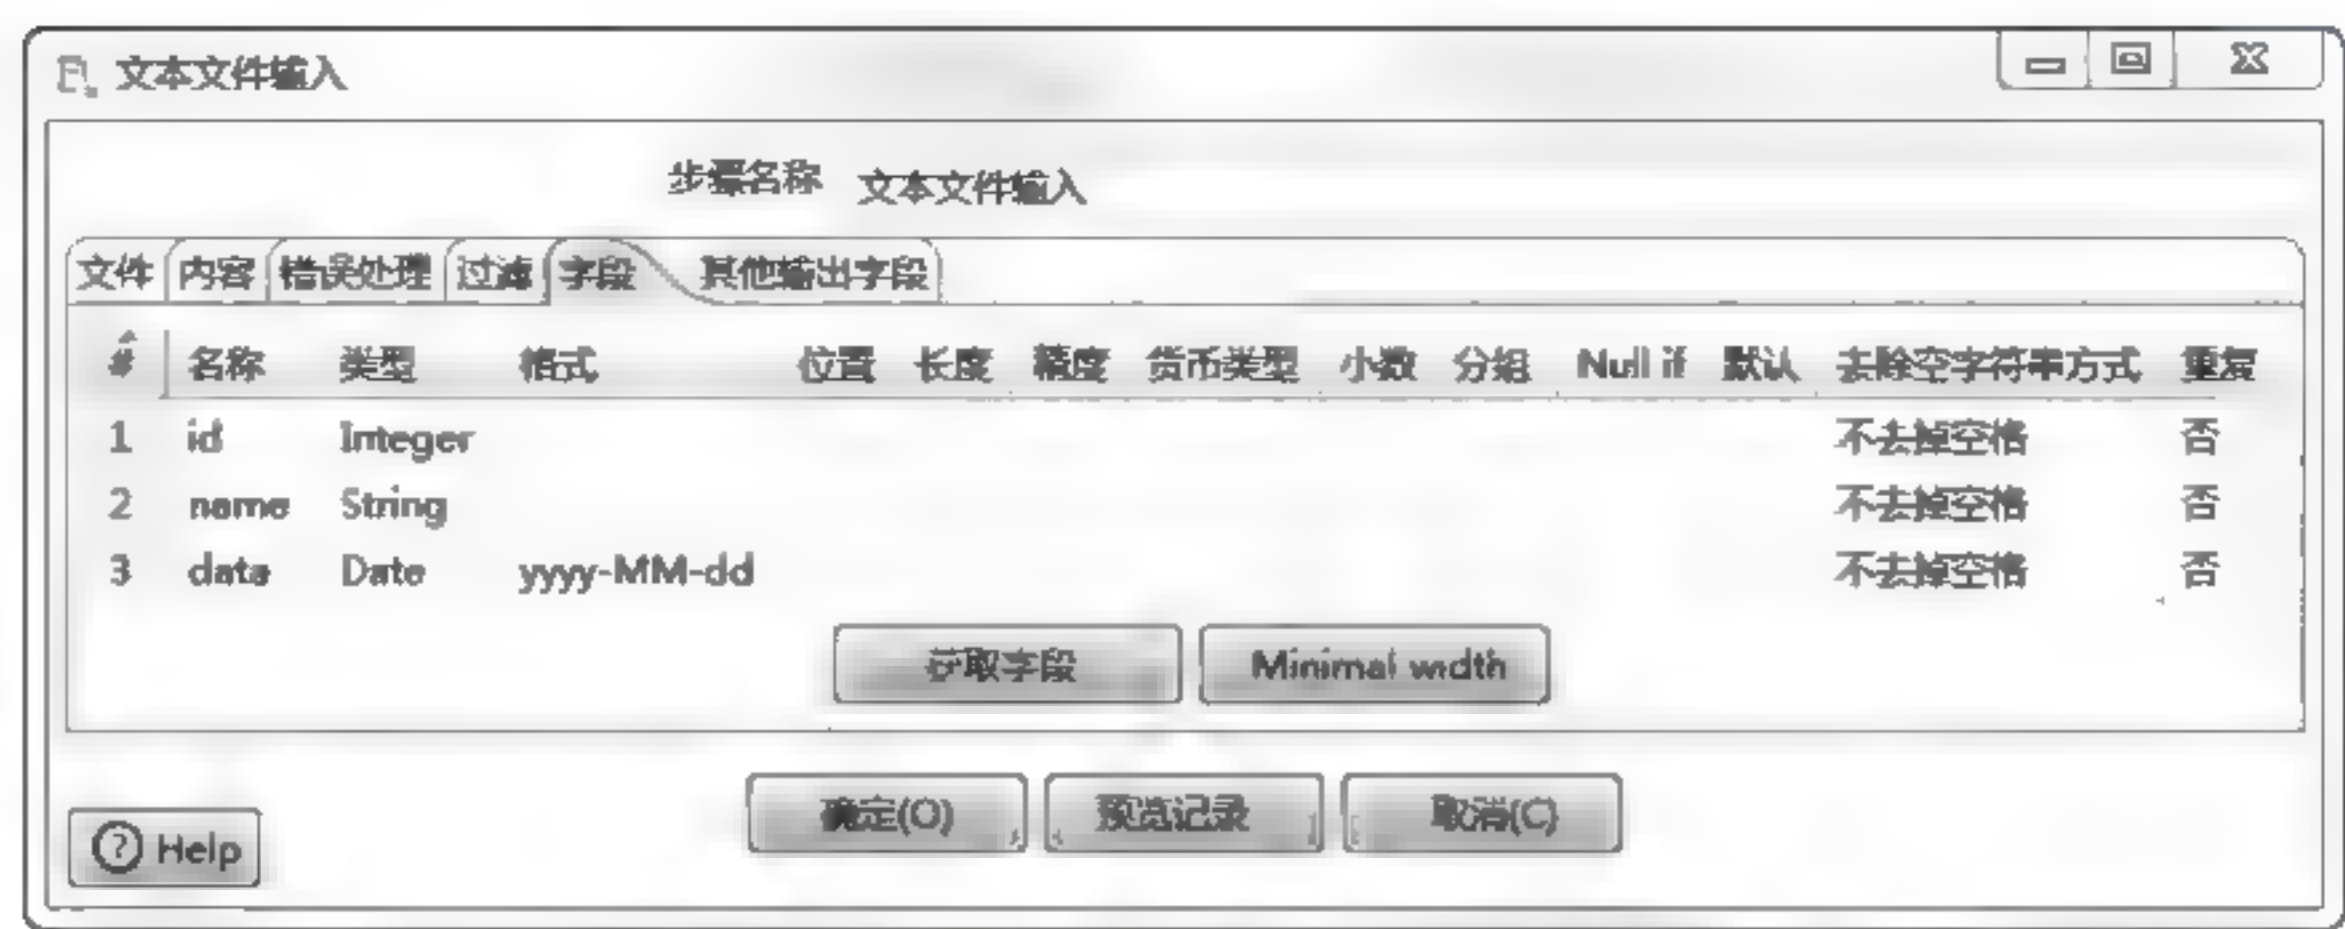 文本文件输入
步骤名称 文本文件输入
文件 内容 错误处理 过滤 字段 其他输出字段
# 名称 类型 格式 位置 长度 精度 货币类型 小数 分组 Null if 默认 去除空字符串方式 重复
1 id Integer 不去掉空格 否
2 name String 不去掉空格 否
3 data Date yyyy-MM-dd 不去掉空格 否
获取字段 Minimal width
确定(O) 预览记录 取消(C)
? Help